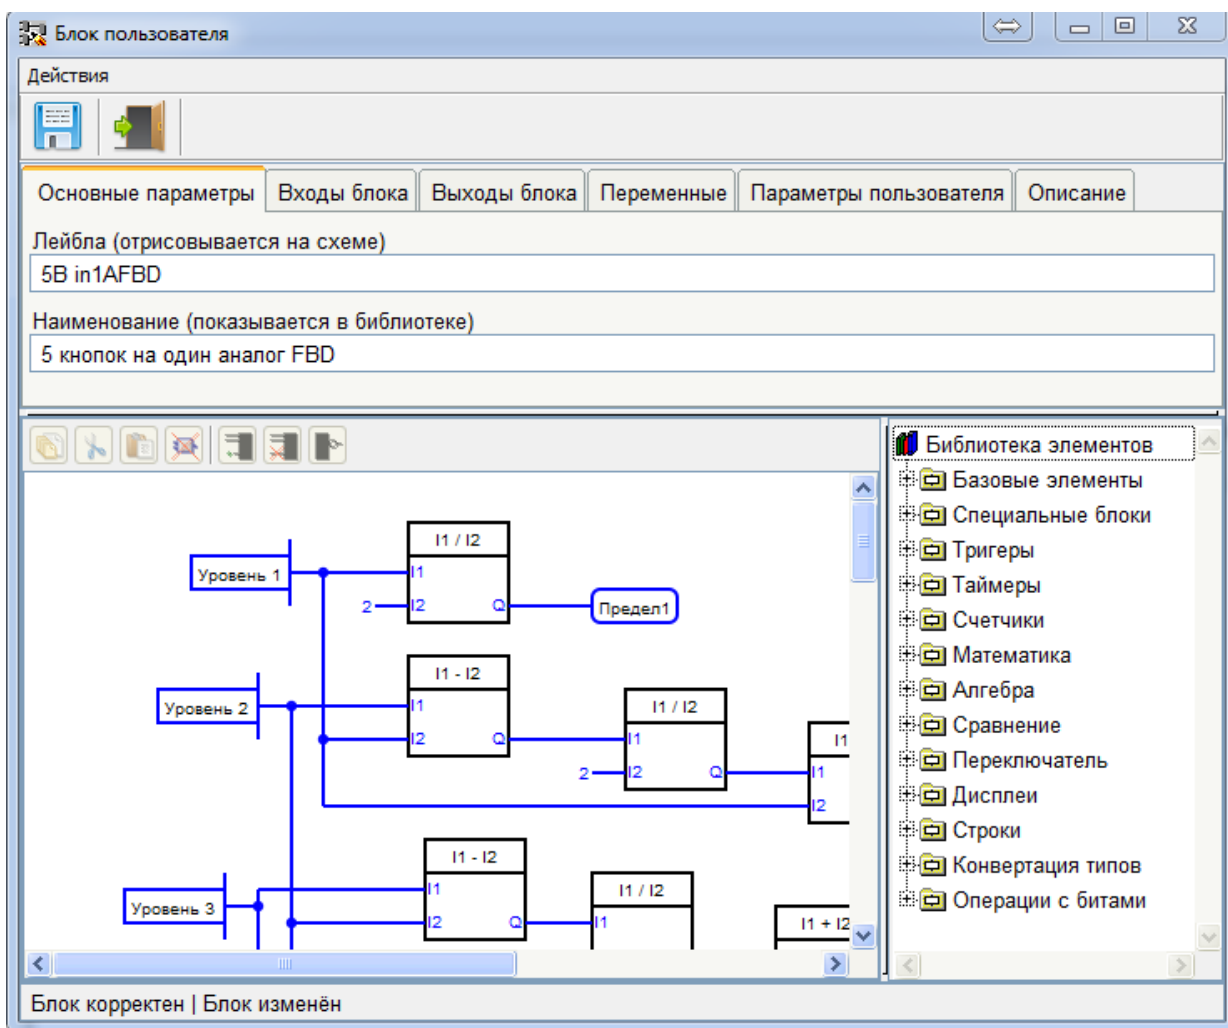 Блок пользователя
Действия
Основные параметры Входы блока Выходы блока Переменные Параметры пользователя Описание
Лейбла (отрисовывается на схеме)
5B in1AFBD
Наименование (показывается в библиотеке)
5 кнопок на один аналог FBD
I1 / I2
Уровень 1
I1
2
I2
Q
Предел1
I1 - I2
Уровень 2
I1
I2
Q
I1 / I2
I1
2
I2
Q
I1
I1
I2
I1 - I2
Уровень 3
I1
I2
Q
I1 / I2
I1
I1 + I2
Библиотека элементов
Базовые элементы
Специальные блоки
Тригеры
Таймеры
Счетчики
Математика
Алгебра
Сравнение
Переключатель
Дисплеи
Строки
Конвертация типов
Операции с битами
Блок корректен | Блок изменён